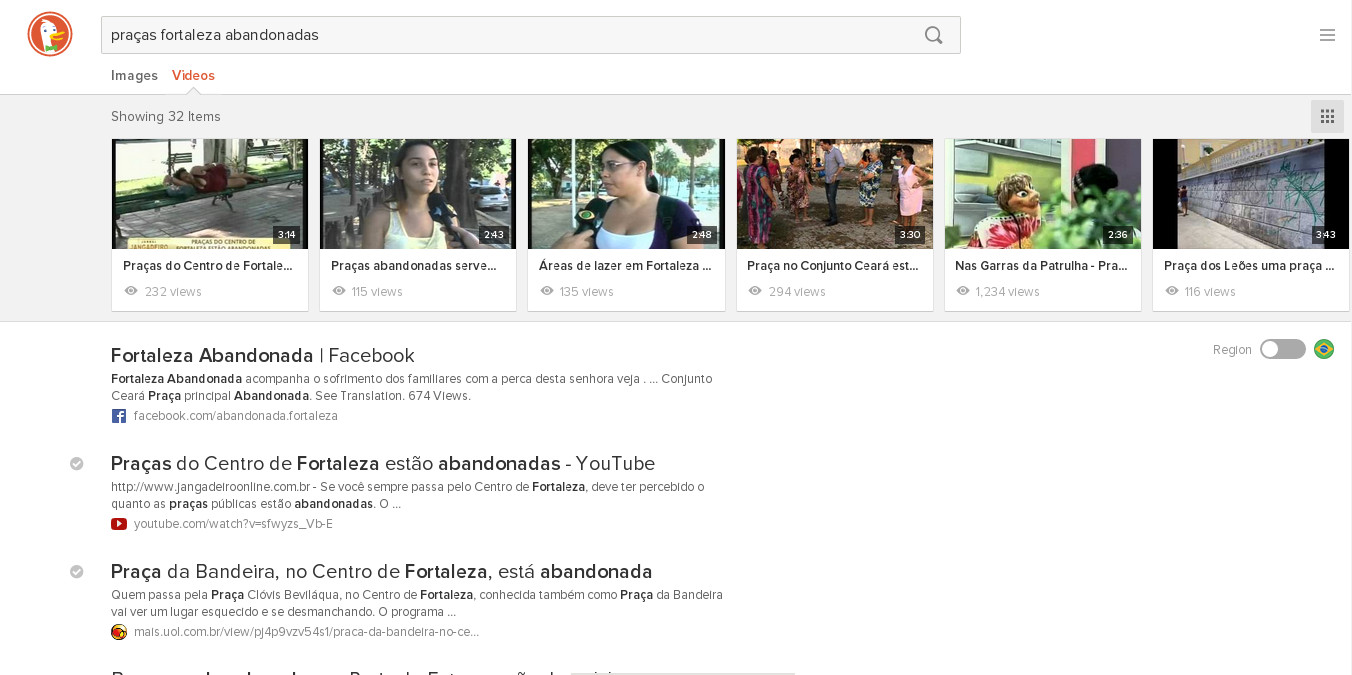 praças fortaleza abandonadas
Images Videos
Showing 32 Items
3:14
2:43
2:48
3:30
2:36
3:43
PRAÇAS DO CENTRO DE
FORTALEZA ESTÃO ABANDONADAS
Praças do Centro de Fortale...
Praças abandonadas serve...
Áreas de lazer em Fortaleza ...
Praça no Conjunto Ceará est...
Nas Garras da Patrulha - Pra...
Praça dos Leões uma praça ...
232 views
115 views
135 views
294 views
1,234 views
116 views
Region
Fortaleza Abandonada | Facebook
Fortaleza Abandonada acompanha o sofrimento dos familiares com a perca desta senhora veja . ... Conjunto
Ceará Praça principal Abandonada. See Translation. 674 Views.
facebook.com/abandonada.fortaleza
Praças do Centro de Fortaleza estão abandonadas - YouTube
http://www.jangadeiroonline.com.br - Se você sempre passa pelo Centro de Fortaleza, deve ter percebido o
quanto as praças públicas estão abandonadas. O ...
youtube.com/watch?v=sfwyzs_Vb-E
Praça da Bandeira, no Centro de Fortaleza, está abandonada
Quem passa pela Praça Clóvis Beviláqua, no Centro de Fortaleza, conhecida também como Praça da Bandeira
vai ver um lugar esquecido e se desmanchando. O programa ...
mais.uol.com.br/view/pj4p9vzv54s1/praca-da-bandeira-no-ce...